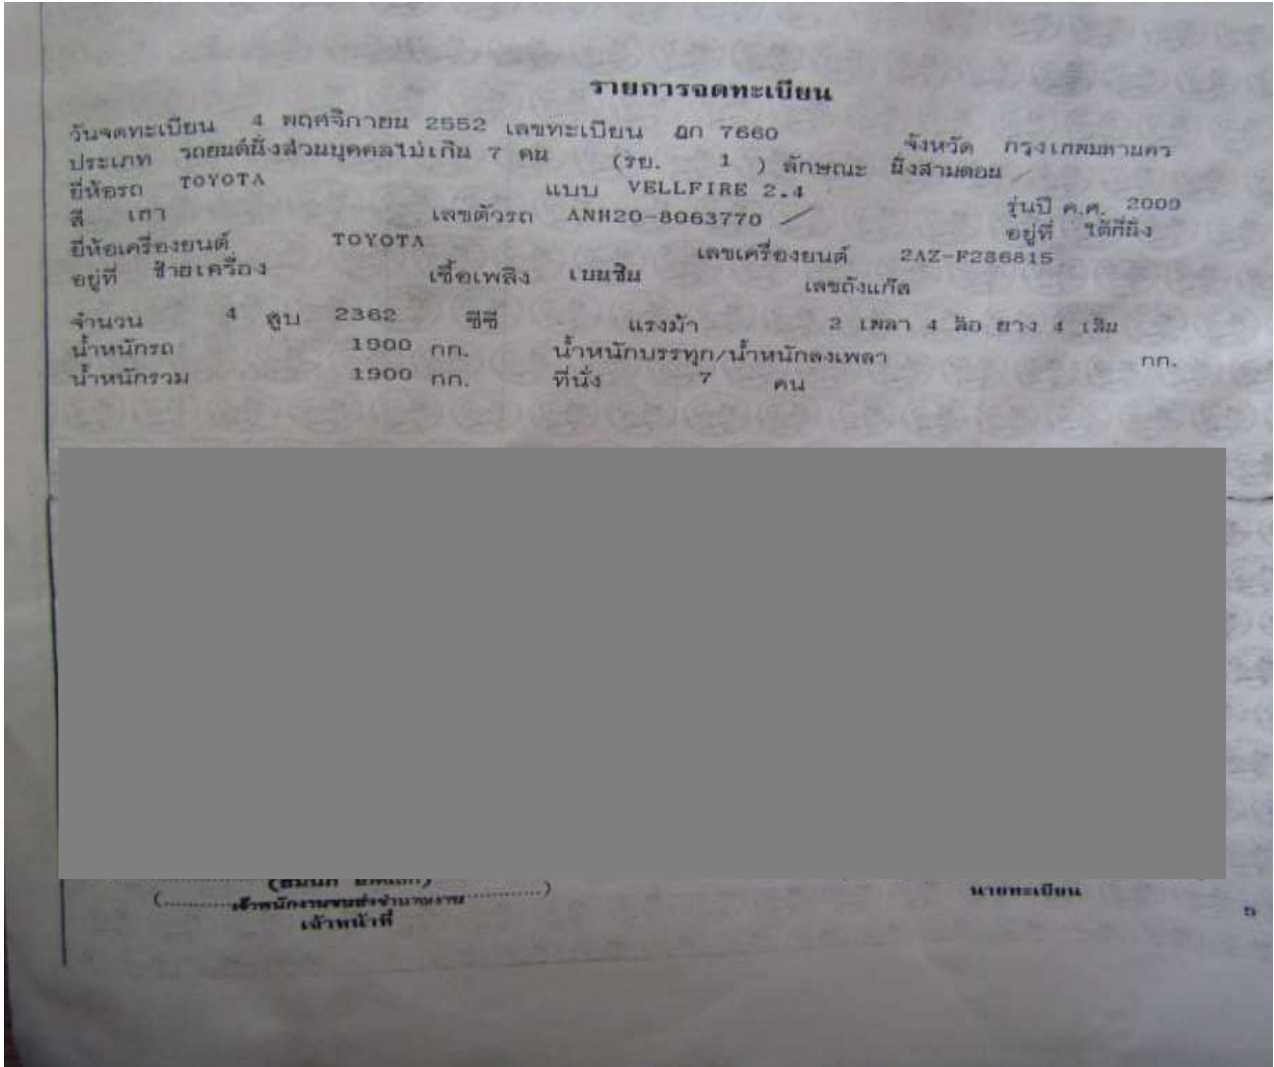 รายการจดทะเบียน
วันจดทะเบียน 4 พฤศจิกายน 2552 เลขทะเบียน ฌก 7660 จังหวัด กรุงเทพมหานคร
ประเภท รถยนต์นั่งส่วนบุคคลไม่เกิน 7 คน (รย. 1 ) ลักษณะ นั่งสามตอน
ยี่ห้อรถ TOYOTA แบบ VELLFIRE 2.4 รุ่นปี ค.ศ. 2009
สี เทา เลขตัวรถ ANH20-8063770 อยู่ที่ ใต้ที่นั่ง
ยี่ห้อเครื่องยนต์ TOYOTA เลขเครื่องยนต์ 2AZ-F286815
อยู่ที่ ซ้ายเครื่อง เชื้อเพลิง เบนซิน เลขถังแก๊ส
จำนวน 4 สูบ 2362 ซีซี แรงม้า 2 เพลา 4 ล้อ ยาง 4 เส้น
น้ำหนักรถ 1900 กก. น้ำหนักบรรทุก/น้ำหนักลงเพลา กก.
น้ำหนักรวม 1900 กก. ที่นั่ง 7 คน
(.................................) นายทะเบียน
เจ้าหน้าที่